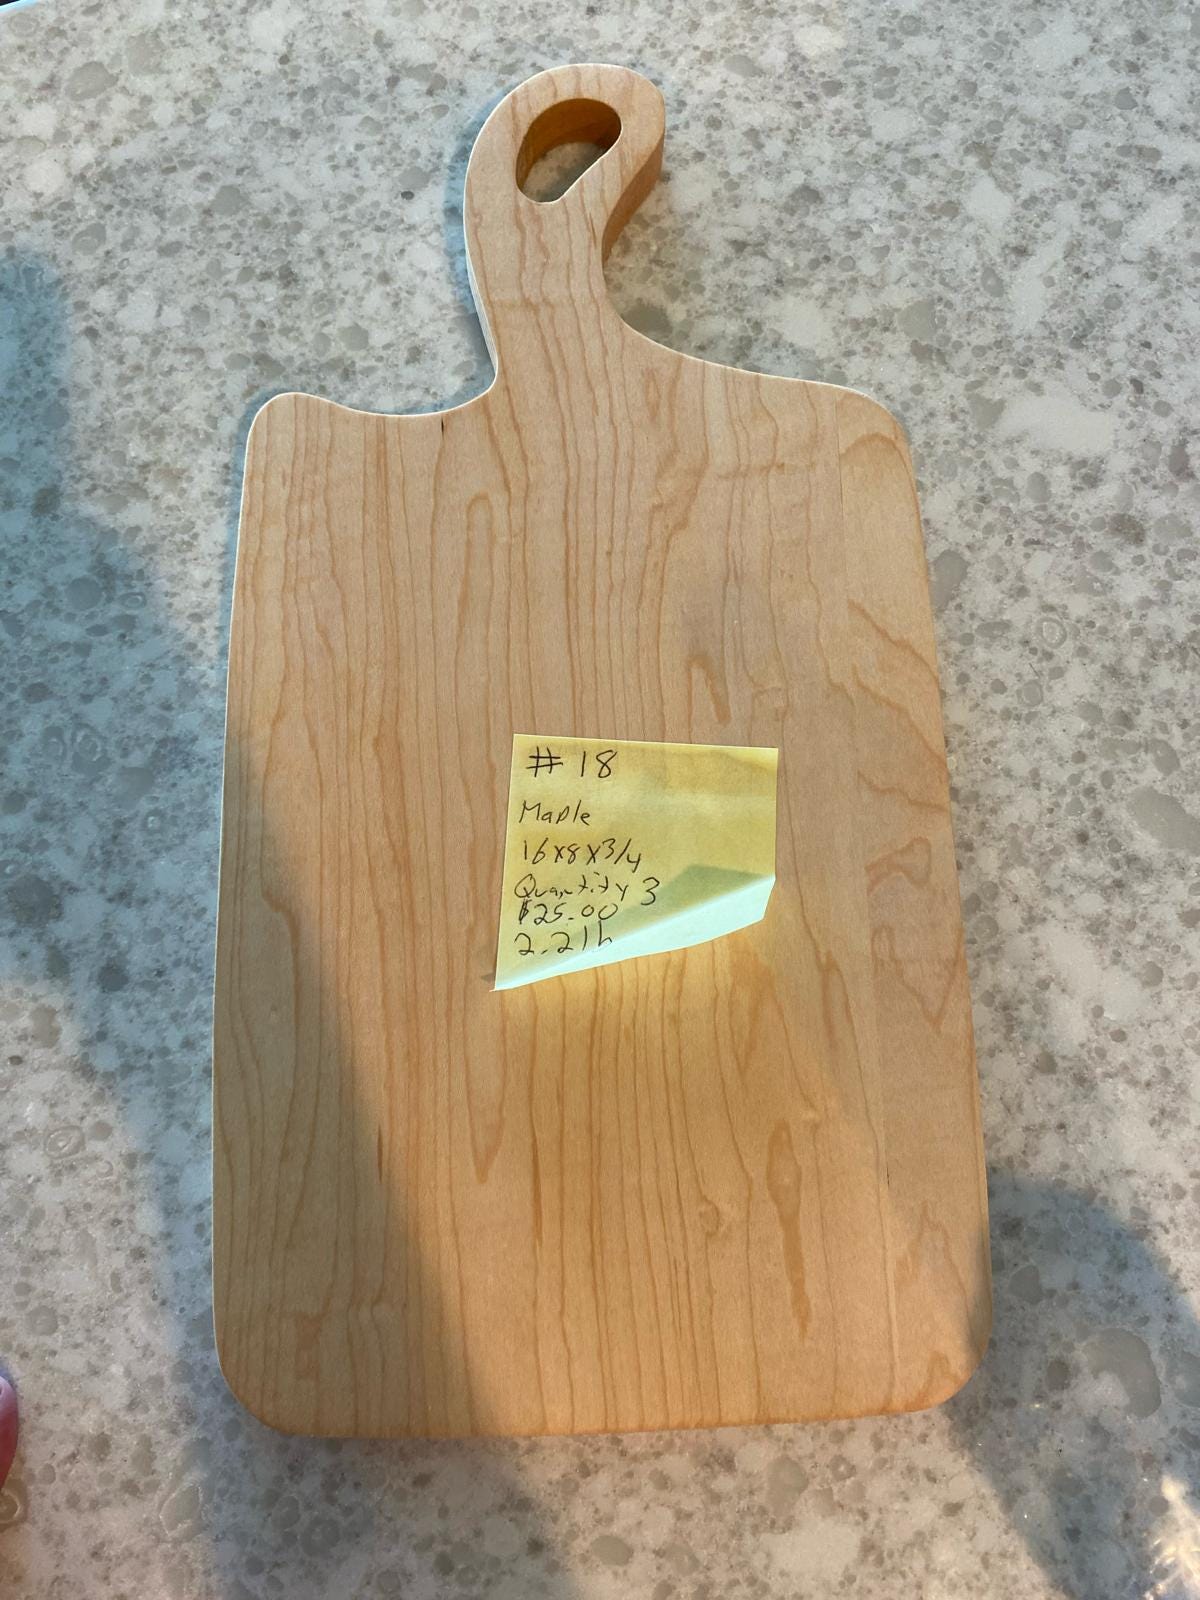 # 18
Maple
16x8x3/4
Quantity 3
$25.00
2.2lb